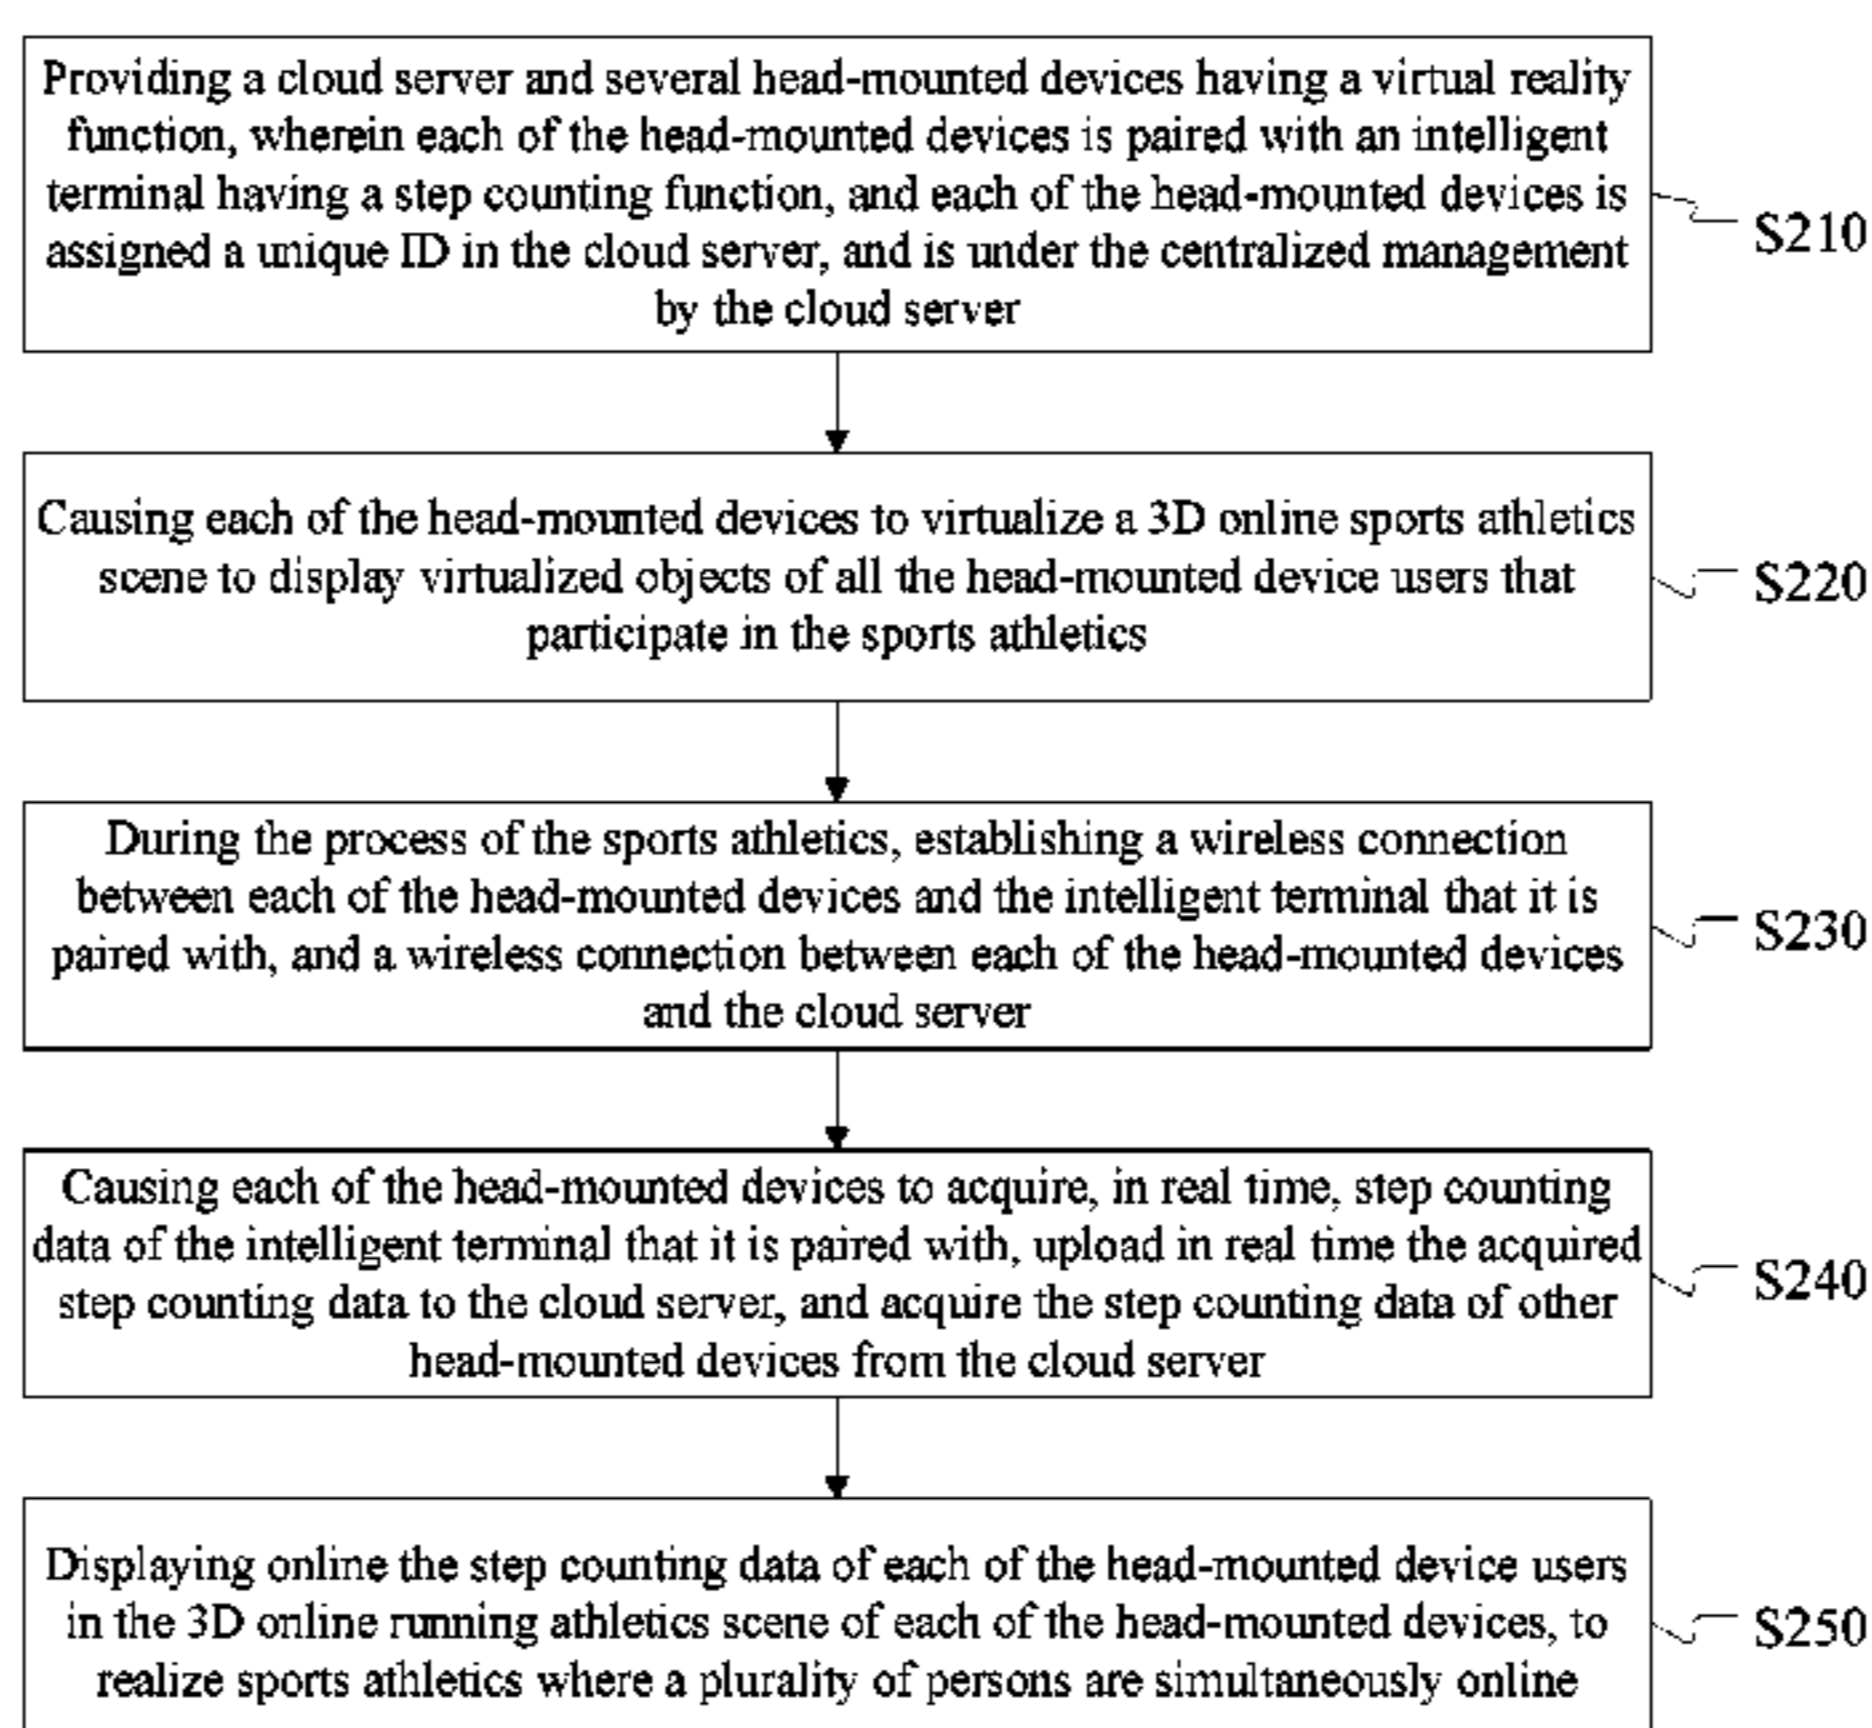 Providing a cloud server and several head-mounted devices having a virtual reality
function, wherein each of the head-mounted devices is paired with an intelligent
terminal having a step counting function, and each of the head-mounted devices is
assigned a unique ID in the cloud server, and is under the centralized management
by the cloud server
S210
Causing each of the head-mounted devices to virtualize a 3D online sports athletics
scene to display virtualized objects of all the head-mounted device users that
participate in the sports athletics
S220
During the process of the sports athletics, establishing a wireless connection
between each of the head-mounted devices and the intelligent terminal that it is
paired with, and a wireless connection between each of the head-mounted devices
and the cloud server
S230
Causing each of the head-mounted devices to acquire, in real time, step counting
data of the intelligent terminal that it is paired with, upload in real time the acquired
step counting data to the cloud server, and acquire the step counting data of other
head-mounted devices from the cloud server
S240
Displaying online the step counting data of each of the head-mounted device users
in the 3D online running athletics scene of each of the head-mounted devices, to
realize sports athletics where a plurality of persons are simultaneously online
S250